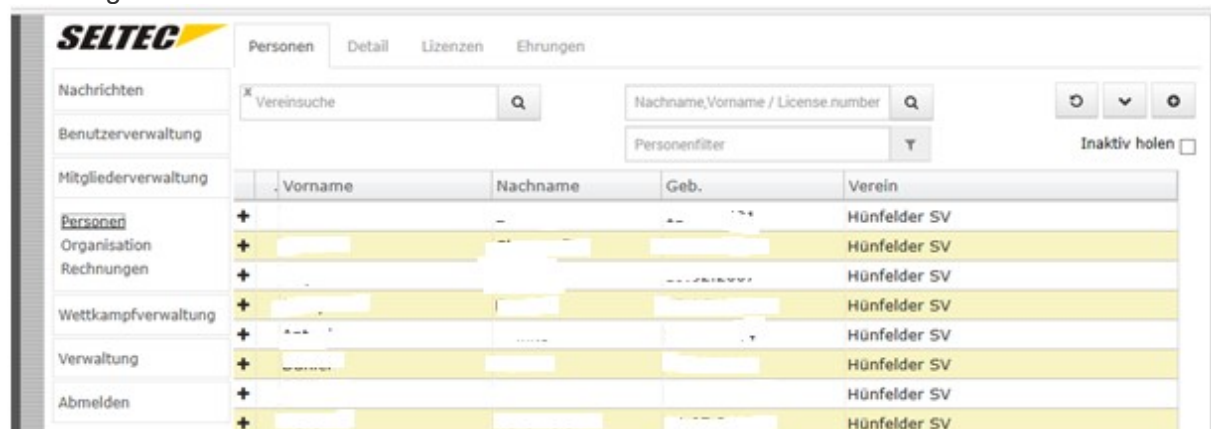 SELTEC
Personen Detail Lizenzen Ehrungen
Nachrichten
x Vereinsuche
Nachname,Vorname / License.number
Benutzerverwaltung
Personenfilter
Inaktiv holen
Mitgliederverwaltung
. Vorname Nachname Geb. Verein
Personen
Organisation
Rechnungen
Wettkampfverwaltung
Verwaltung
Abmelden
+ Hünfelder SV
+ Hünfelder SV
+ Hünfelder SV
+ Hünfelder SV
+ Hünfelder SV
+ Hünfelder SV
+ Hünfelder SV
+ Hünfelder SV